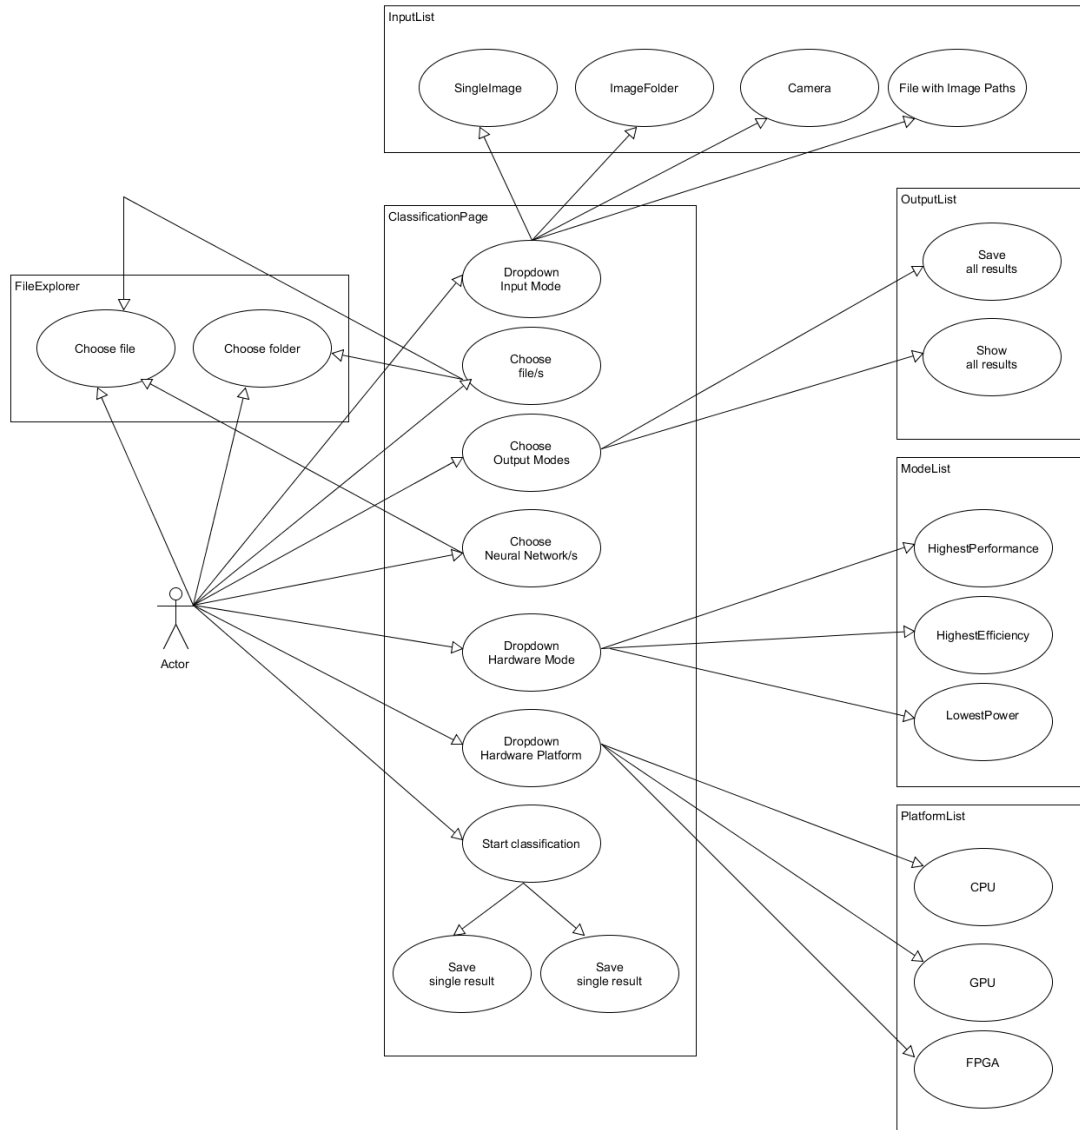 InputList
SingleImage
ImageFolder
Camera
File with Image Paths
ClassificationPage
Dropdown
Input Mode
Choose
file/s
Choose
Output Modes
Choose
Neural Network/s
Dropdown
Hardware Mode
Dropdown
Hardware Platform
Start classification
Save
single result
Save
single result
FileExplorer
Choose file
Choose folder
Actor
OutputList
Save
all results
Show
all results
ModeList
HighestPerformance
HighestEfficiency
LowestPower
PlatformList
CPU
GPU
FPGA